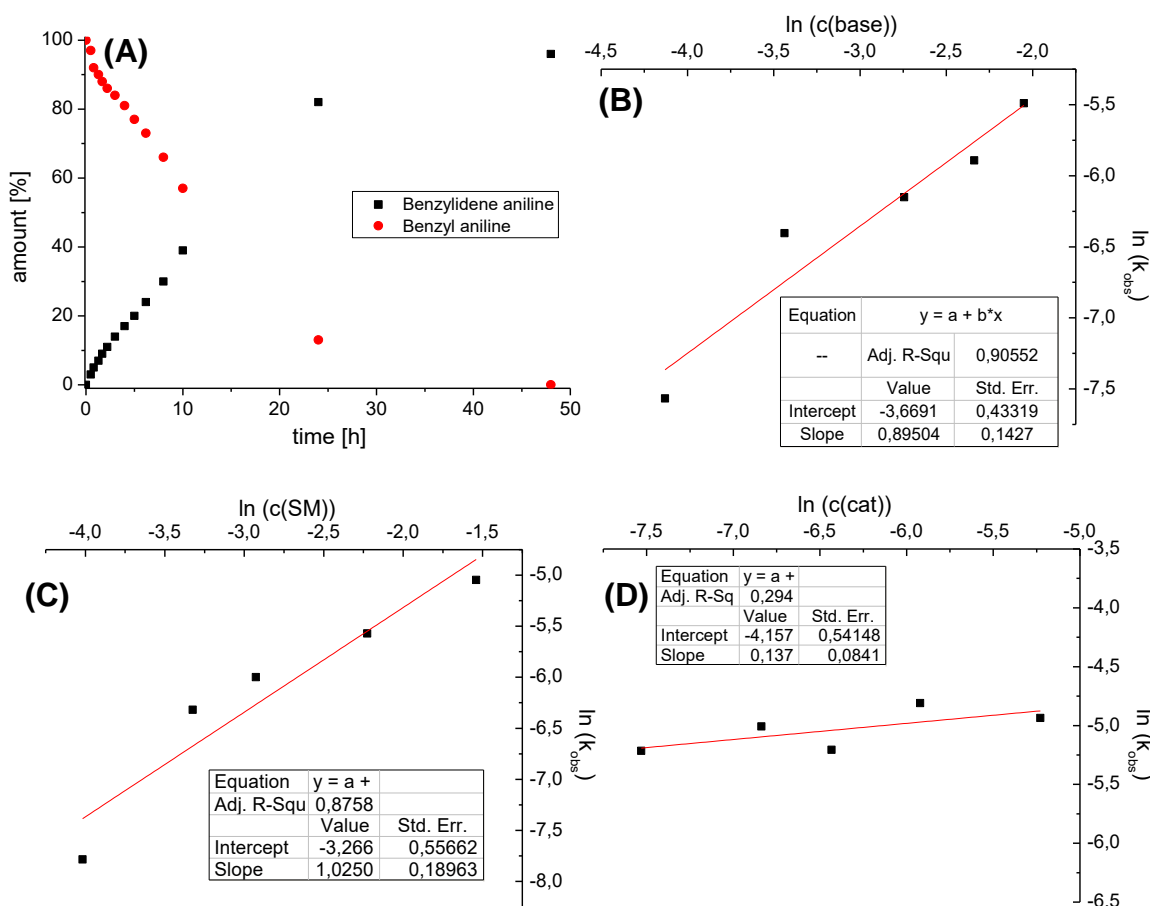 (A)
100
80
60
40
20
0
amount [%]
0 10 20 30 40 50
time [h]
Benzylidene aniline
Benzyl aniline
ln (c(base))
-4,5 -4,0 -3,5 -3,0 -2,5 -2,0
(B)
-5,5
-6,0
-6,5
-7,0
-7,5
ln (kobs)
Equation y = a + b*x
-- Adj. R-Squ 0,90552
Value Std. Err.
Intercept -3,6691 0,43319
Slope 0,89504 0,1427
ln (c(SM))
-4,0 -3,5 -3,0 -2,5 -2,0 -1,5
(C)
-5,0
-5,5
-6,0
-6,5
-7,0
-7,5
-8,0
ln (kobs)
Equation y = a +
Adj. R-Squ 0,8758
Value Std. Err.
Intercept -3,266 0,55662
Slope 1,0250 0,18963
ln (c(cat))
-7,5 -7,0 -6,5 -6,0 -5,5 -5,0
(D)
-3,5
-4,0
-4,5
-5,0
-5,5
-6,0
-6,5
ln (kobs)
Equation y = a +
Adj. R-Sq 0,294
Value Std. Err.
Intercept -4,157 0,54148
Slope 0,137 0,0841